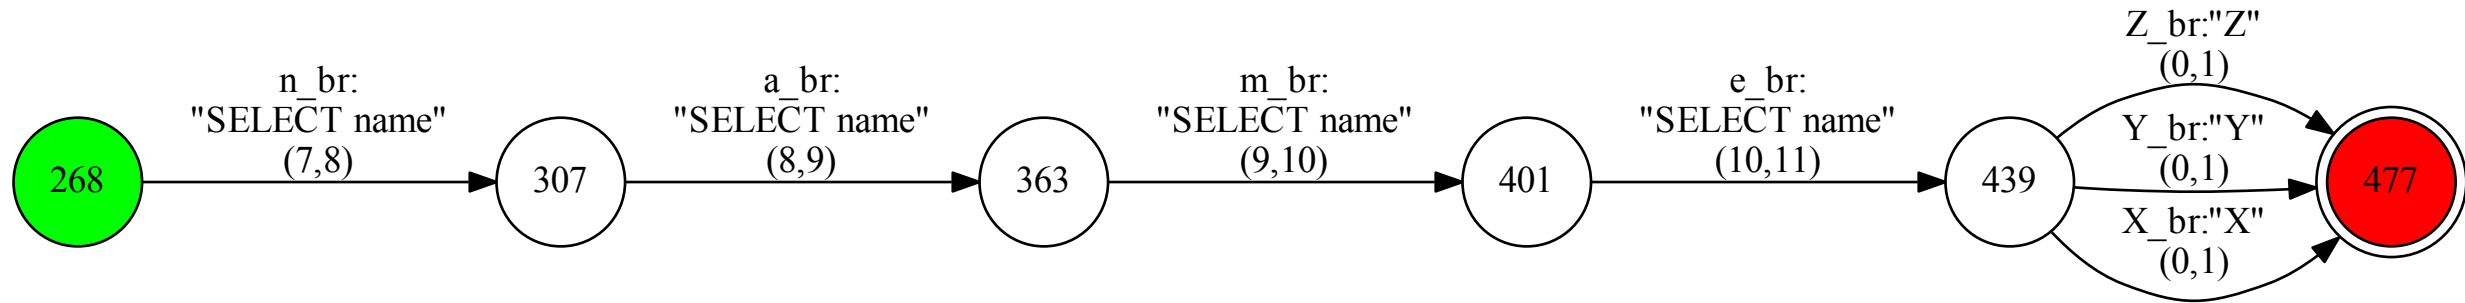 268
n_br:
"SELECT name"
(7,8)
307
a_br:
"SELECT name"
(8,9)
363
m_br:
"SELECT name"
(9,10)
401
e_br:
"SELECT name"
(10,11)
439
Z_br:"Z"
(0,1)
Y_br:"Y"
(0,1)
X_br:"X"
(0,1)
477